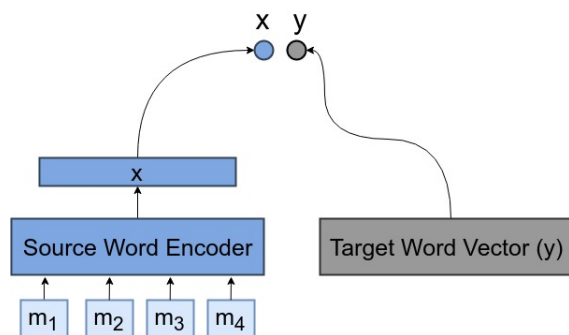 x y
x
Source Word Encoder
Target Word Vector (y)
m₁ m₂ m₃ m₄